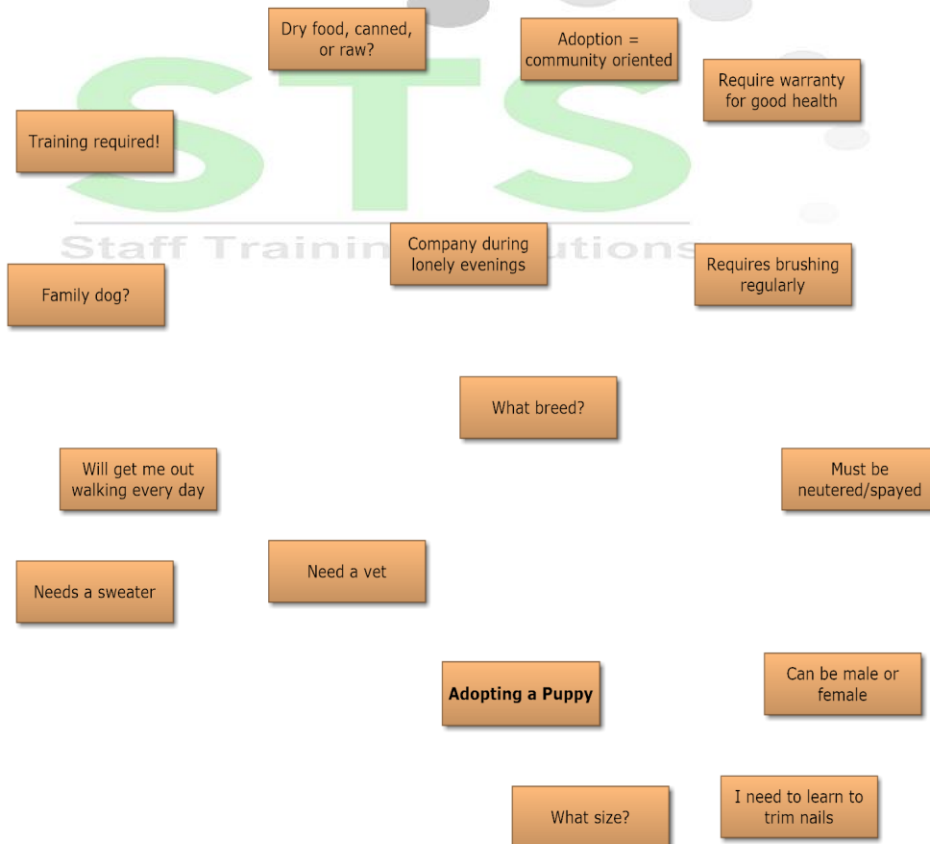 Dry food, canned,
or raw?
Adoption =
community oriented
Require warranty
for good health
Training required!
STS
Staff Training
utions
Company during
lonely evenings
Requires brushing
regularly
Family dog?
What breed?
Will get me out
walking every day
Must be
neutered/spayed
Need a vet
Needs a sweater
Adopting a Puppy
Can be male or
female
What size?
I need to learn to
trim nails